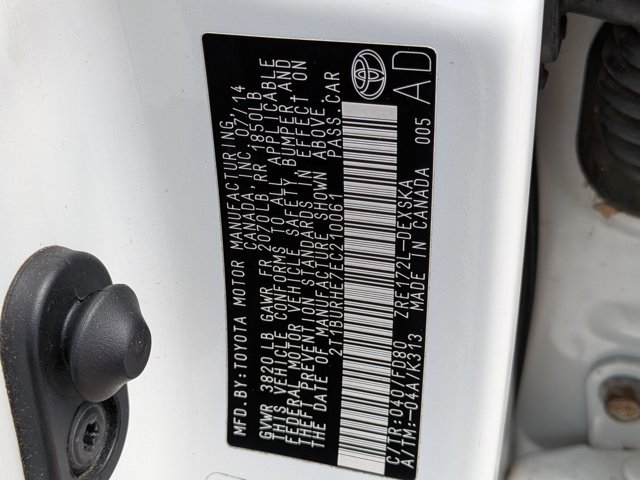 MFD.BY-TOYOTA MOTOR MANUFACTURING,
CANADA, INC. 07/14
GVWR 3820LB GAWR FR 2070LB RR 1850LB
THIS VEHICLE CONFORMS TO ALL APPLICABLE
FEDERAL MOTOR VEHICLE SAFETY, BUMPER AND
THEFT PREVENTION STANDARDS IN EFFECT ON
THE DATE OF MANUFACTURE SHOWN ABOVE.
2T1BURHE7EC210061 PASS. CAR
C/TR:040/FD80 ZRE172L-DEXSKA
A/TM:-04A/K313 MADE IN CANADA 005
AD